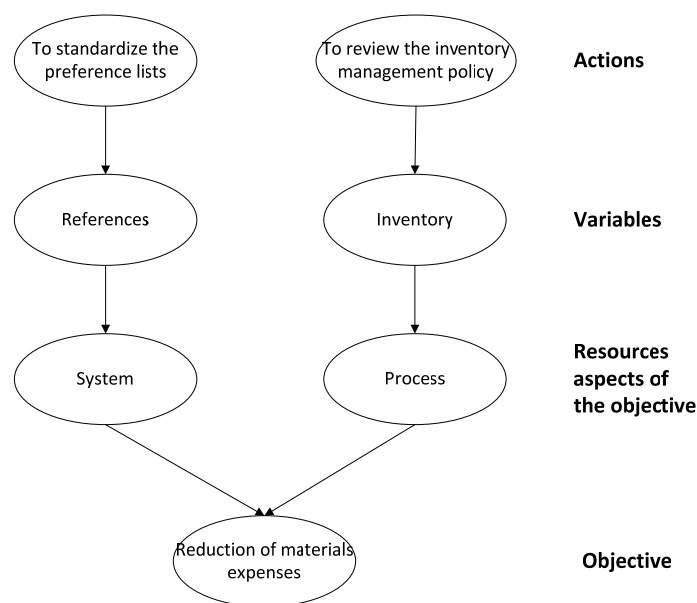 To standardize the
preference lists
To review the inventory
management policy
Actions
References
Inventory
Variables
System
Process
Resources
aspects of
the objective
Reduction of materials
expenses
Objective